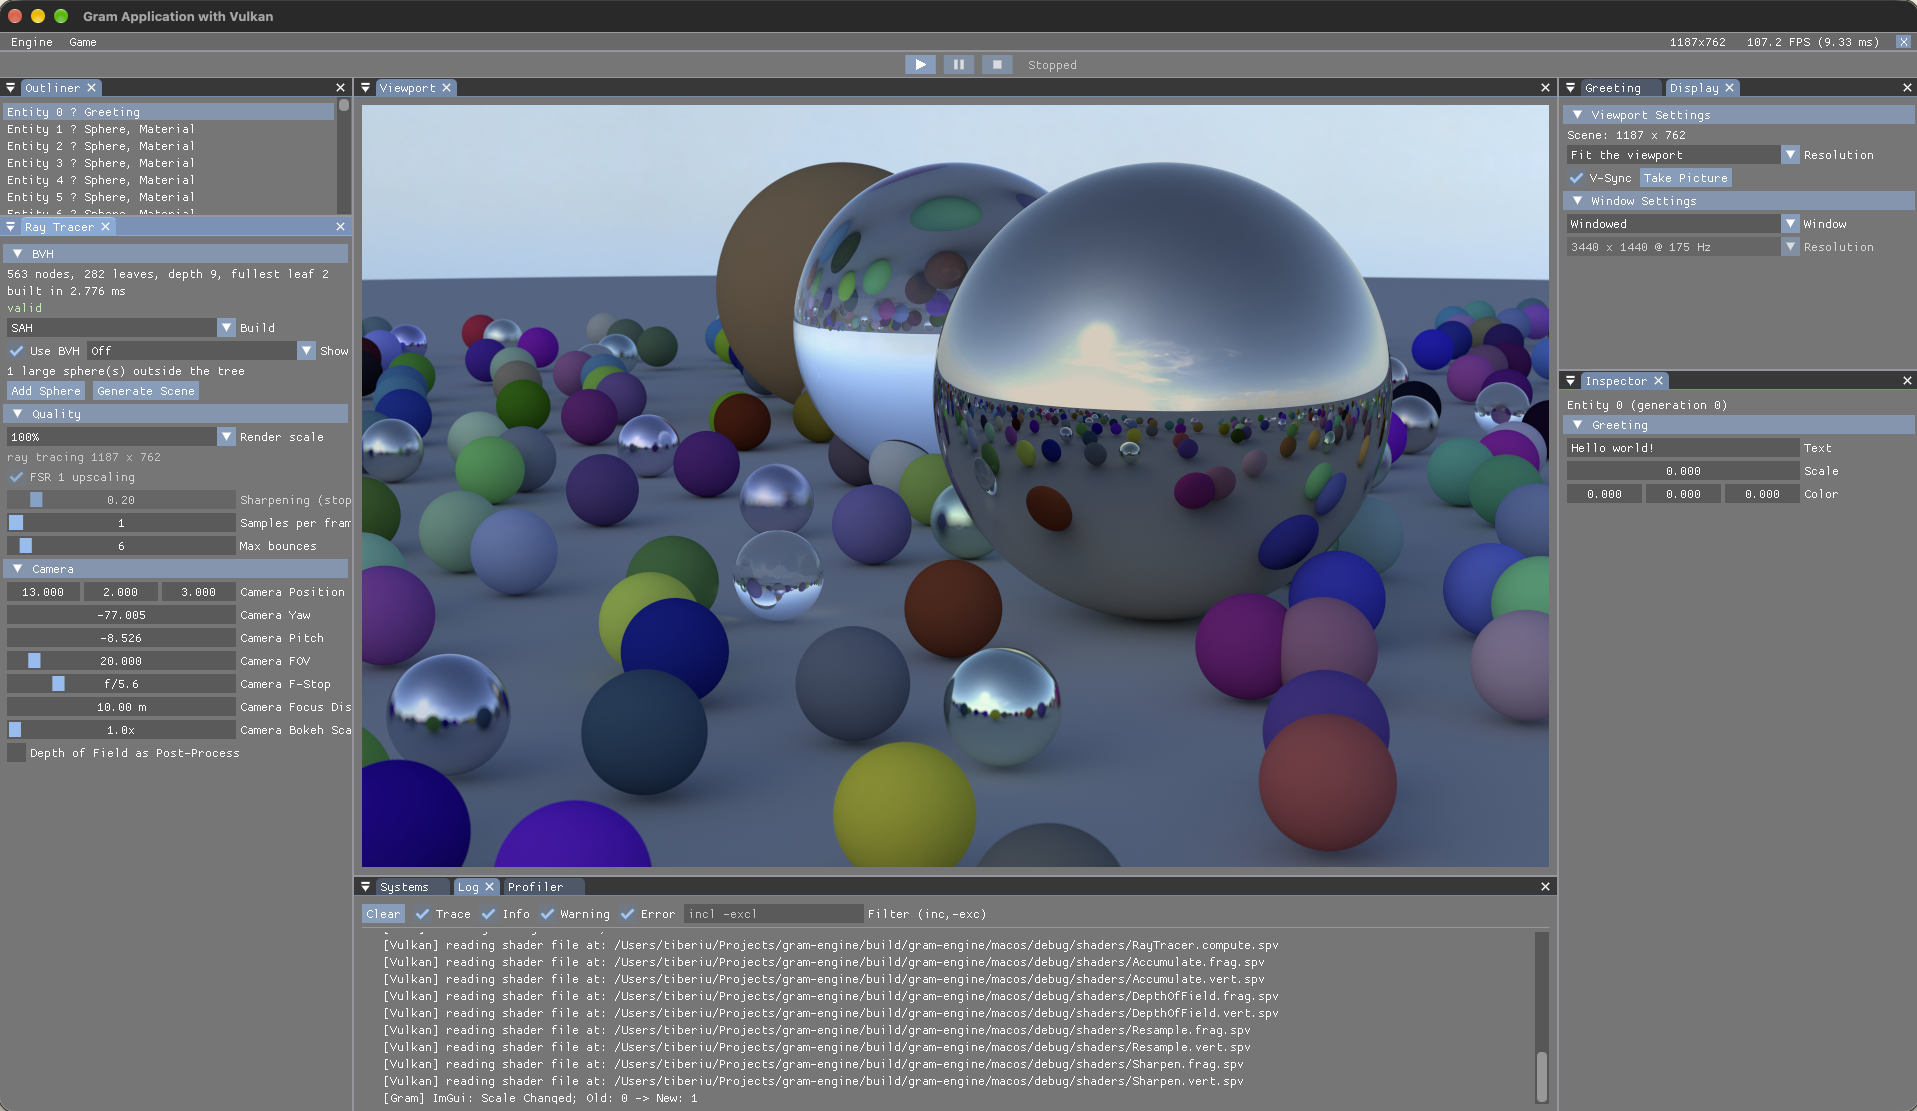 Gram Application with Vulkan
Engine Game 1187x762 107.2 FPS (9.33 ms) X
Stopped
Outliner
Entity 0 ? Greeting
Entity 1 ? Sphere, Material
Entity 2 ? Sphere, Material
Entity 3 ? Sphere, Material
Entity 4 ? Sphere, Material
Entity 5 ? Sphere, Material
Entity 6 ? Sphere, Material
Ray Tracer
BVH
563 nodes, 282 leaves, depth 9, fullest leaf 2
built in 2.776 ms
valid
SAH Build
Use BVH Off Show
1 large sphere(s) outside the tree
Add Sphere Generate Scene
Quality
100% Render scale
ray tracing 1187 x 762
FSR 1 upscaling
0.20 Sharpening (stop
1 Samples per fram
6 Max bounces
Camera
13.000 2.000 3.000 Camera Position
-77.005 Camera Yaw
-8.526 Camera Pitch
20.000 Camera FOV
f/5.6 Camera F-Stop
10.00 m Camera Focus Dis
1.0x Camera Bokeh Sca
Depth of Field as Post-Process
Viewport
Systems Log Profiler
Clear Trace Info Warning Error incl -excl Filter (inc,-exc)
[Vulkan] reading shader file at: /Users/tiberiu/Projects/gram-engine/build/gram-engine/macos/debug/shaders/RayTracer.compute.spv
[Vulkan] reading shader file at: /Users/tiberiu/Projects/gram-engine/build/gram-engine/macos/debug/shaders/Accumulate.frag.spv
[Vulkan] reading shader file at: /Users/tiberiu/Projects/gram-engine/build/gram-engine/macos/debug/shaders/Accumulate.vert.spv
[Vulkan] reading shader file at: /Users/tiberiu/Projects/gram-engine/build/gram-engine/macos/debug/shaders/DepthOfField.frag.spv
[Vulkan] reading shader file at: /Users/tiberiu/Projects/gram-engine/build/gram-engine/macos/debug/shaders/DepthOfField.vert.spv
[Vulkan] reading shader file at: /Users/tiberiu/Projects/gram-engine/build/gram-engine/macos/debug/shaders/Resample.frag.spv
[Vulkan] reading shader file at: /Users/tiberiu/Projects/gram-engine/build/gram-engine/macos/debug/shaders/Resample.vert.spv
[Vulkan] reading shader file at: /Users/tiberiu/Projects/gram-engine/build/gram-engine/macos/debug/shaders/Sharpen.frag.spv
[Vulkan] reading shader file at: /Users/tiberiu/Projects/gram-engine/build/gram-engine/macos/debug/shaders/Sharpen.vert.spv
[Gram] ImGui: Scale Changed; Old: 0 -> New: 1
Greeting Display
Viewport Settings
Scene: 1187 x 762
Fit the viewport Resolution
V-Sync Take Picture
Window Settings
Windowed Window
3440 x 1440 @ 175 Hz Resolution
Inspector
Entity 0 (generation 0)
Greeting
Hello world! Text
0.000 Scale
0.000 0.000 0.000 Color